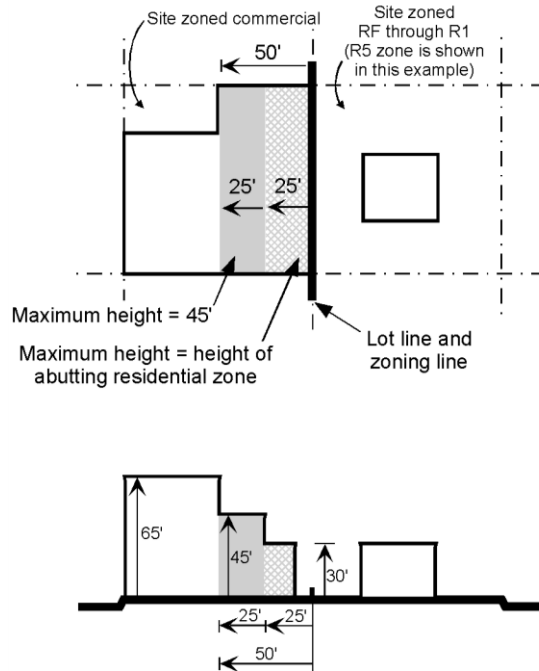 Site zoned commercial
Site zoned
RF through R1
(R5 zone is shown
in this example)
50'
25'
25'
Maximum height = 45'
Maximum height = height of
abutting residential zone
Lot line and
zoning line
65'
45'
30'
25'
25'
50'